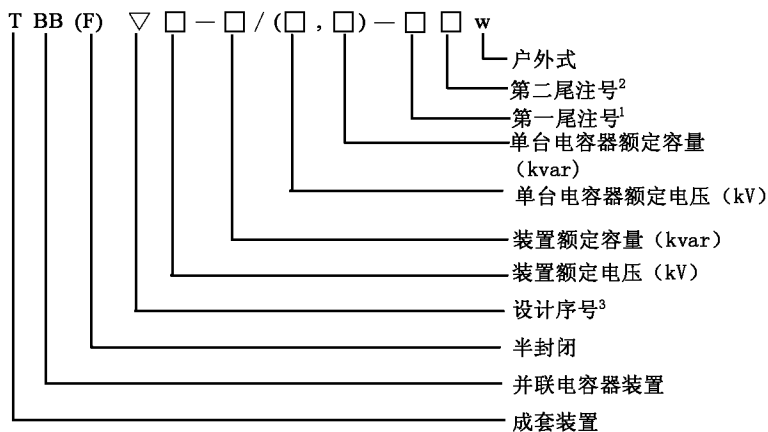 T BB (F) ▽ □ － □ / (□ , □) － □ □ w
户外式
第二尾注号²
第一尾注号¹
单台电容器额定容量
（kvar）
单台电容器额定电压（kV）
装置额定容量（kvar）
装置额定电压（kV）
设计序号³
半封闭
并联电容器装置
成套装置